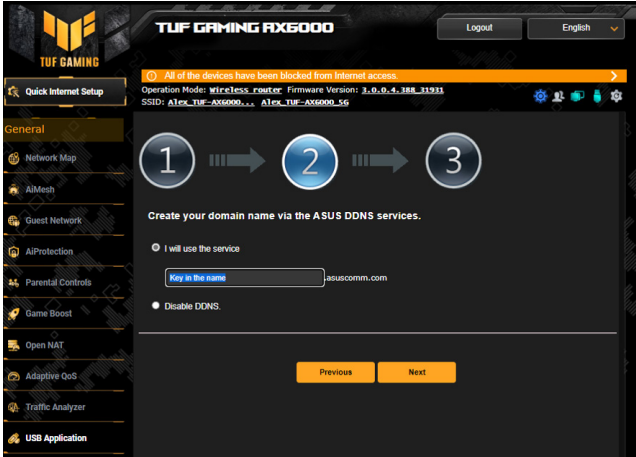 TUF GAMING AX6000
Logout
English
TUF GAMING
All of the devices have been blocked from Internet access.
Quick Internet Setup
Operation Mode: Wireless router Firmware Version: 3.0.0.4.388_31931
SSID: Alex_TUF-AX6000... Alex_TUF-AX6000_5G
General
Network Map
AiMesh
Guest Network
AiProtection
Parental Controls
Game Boost
Open NAT
Adaptive QoS
Traffic Analyzer
USB Application
1 2 3
Create your domain name via the ASUS DDNS services.
I will use the service
Key in the name .asuscomm.com
Disable DDNS.
Previous Next